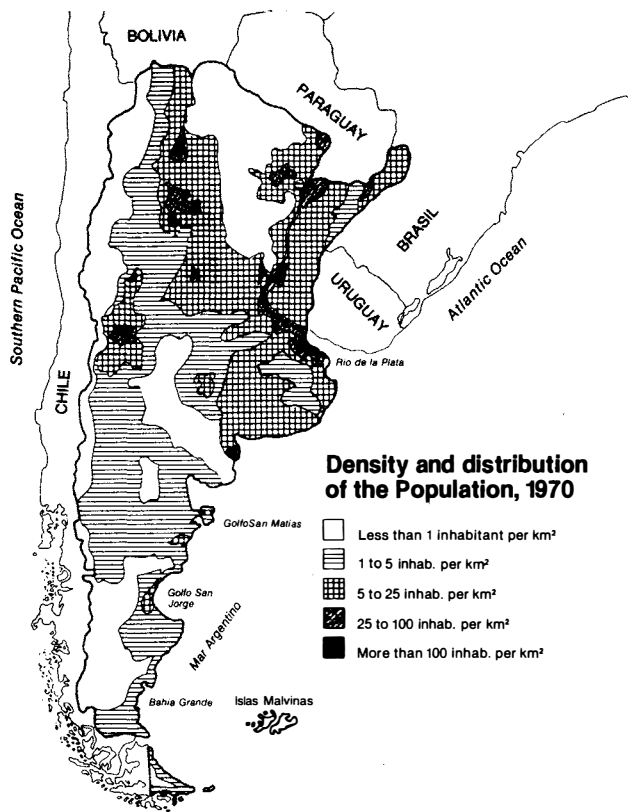 BOLIVIA
PARAGUAY
BRASIL
URUGUAY
Atlantic Ocean
Southern Pacific Ocean
Rio de la Plata
CHILE
Density and distribution
of the Population, 1970
Less than 1 inhabitant per km²
1 to 5 inhab. per km²
5 to 25 inhab. per km²
25 to 100 inhab. per km²
More than 100 inhab. per km²
GolfoSan Matias
Golfo San
Jorge
Mar Argentino
Bahia Grande
Islas Malvinas